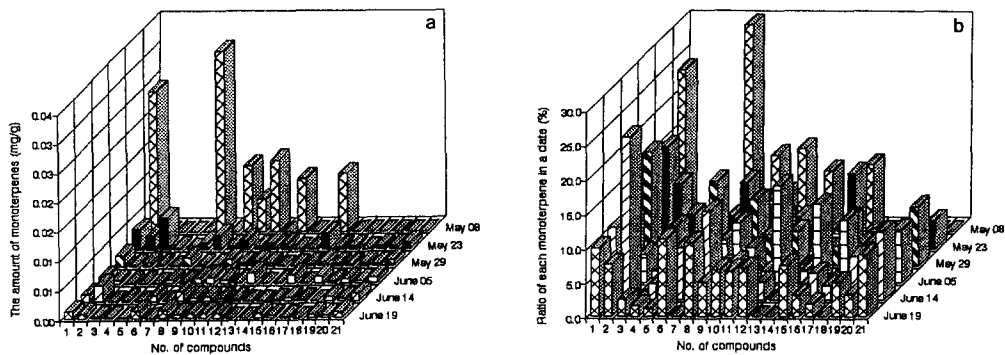 a
The amount of monoterpenes (mg/g)
0.04
0.03
0.03
0.02
0.02
0.01
0.01
0.00
1 2 3 4 5 6 7 8 9 10 11 12 13 14 15 16 17 18 19 20 21
No. of compounds
May 08
May 23
May 29
June 05
June 14
June 19
b
Ratio of each monoterpene in a date (%)
30.0
25.0
20.0
15.0
10.0
5.0
0.0
1 2 3 4 5 6 7 8 9 10 11 12 13 14 15 16 17 18 19 20 21
No. of compounds
May 08
May 23
May 29
June 05
June 14
June 19